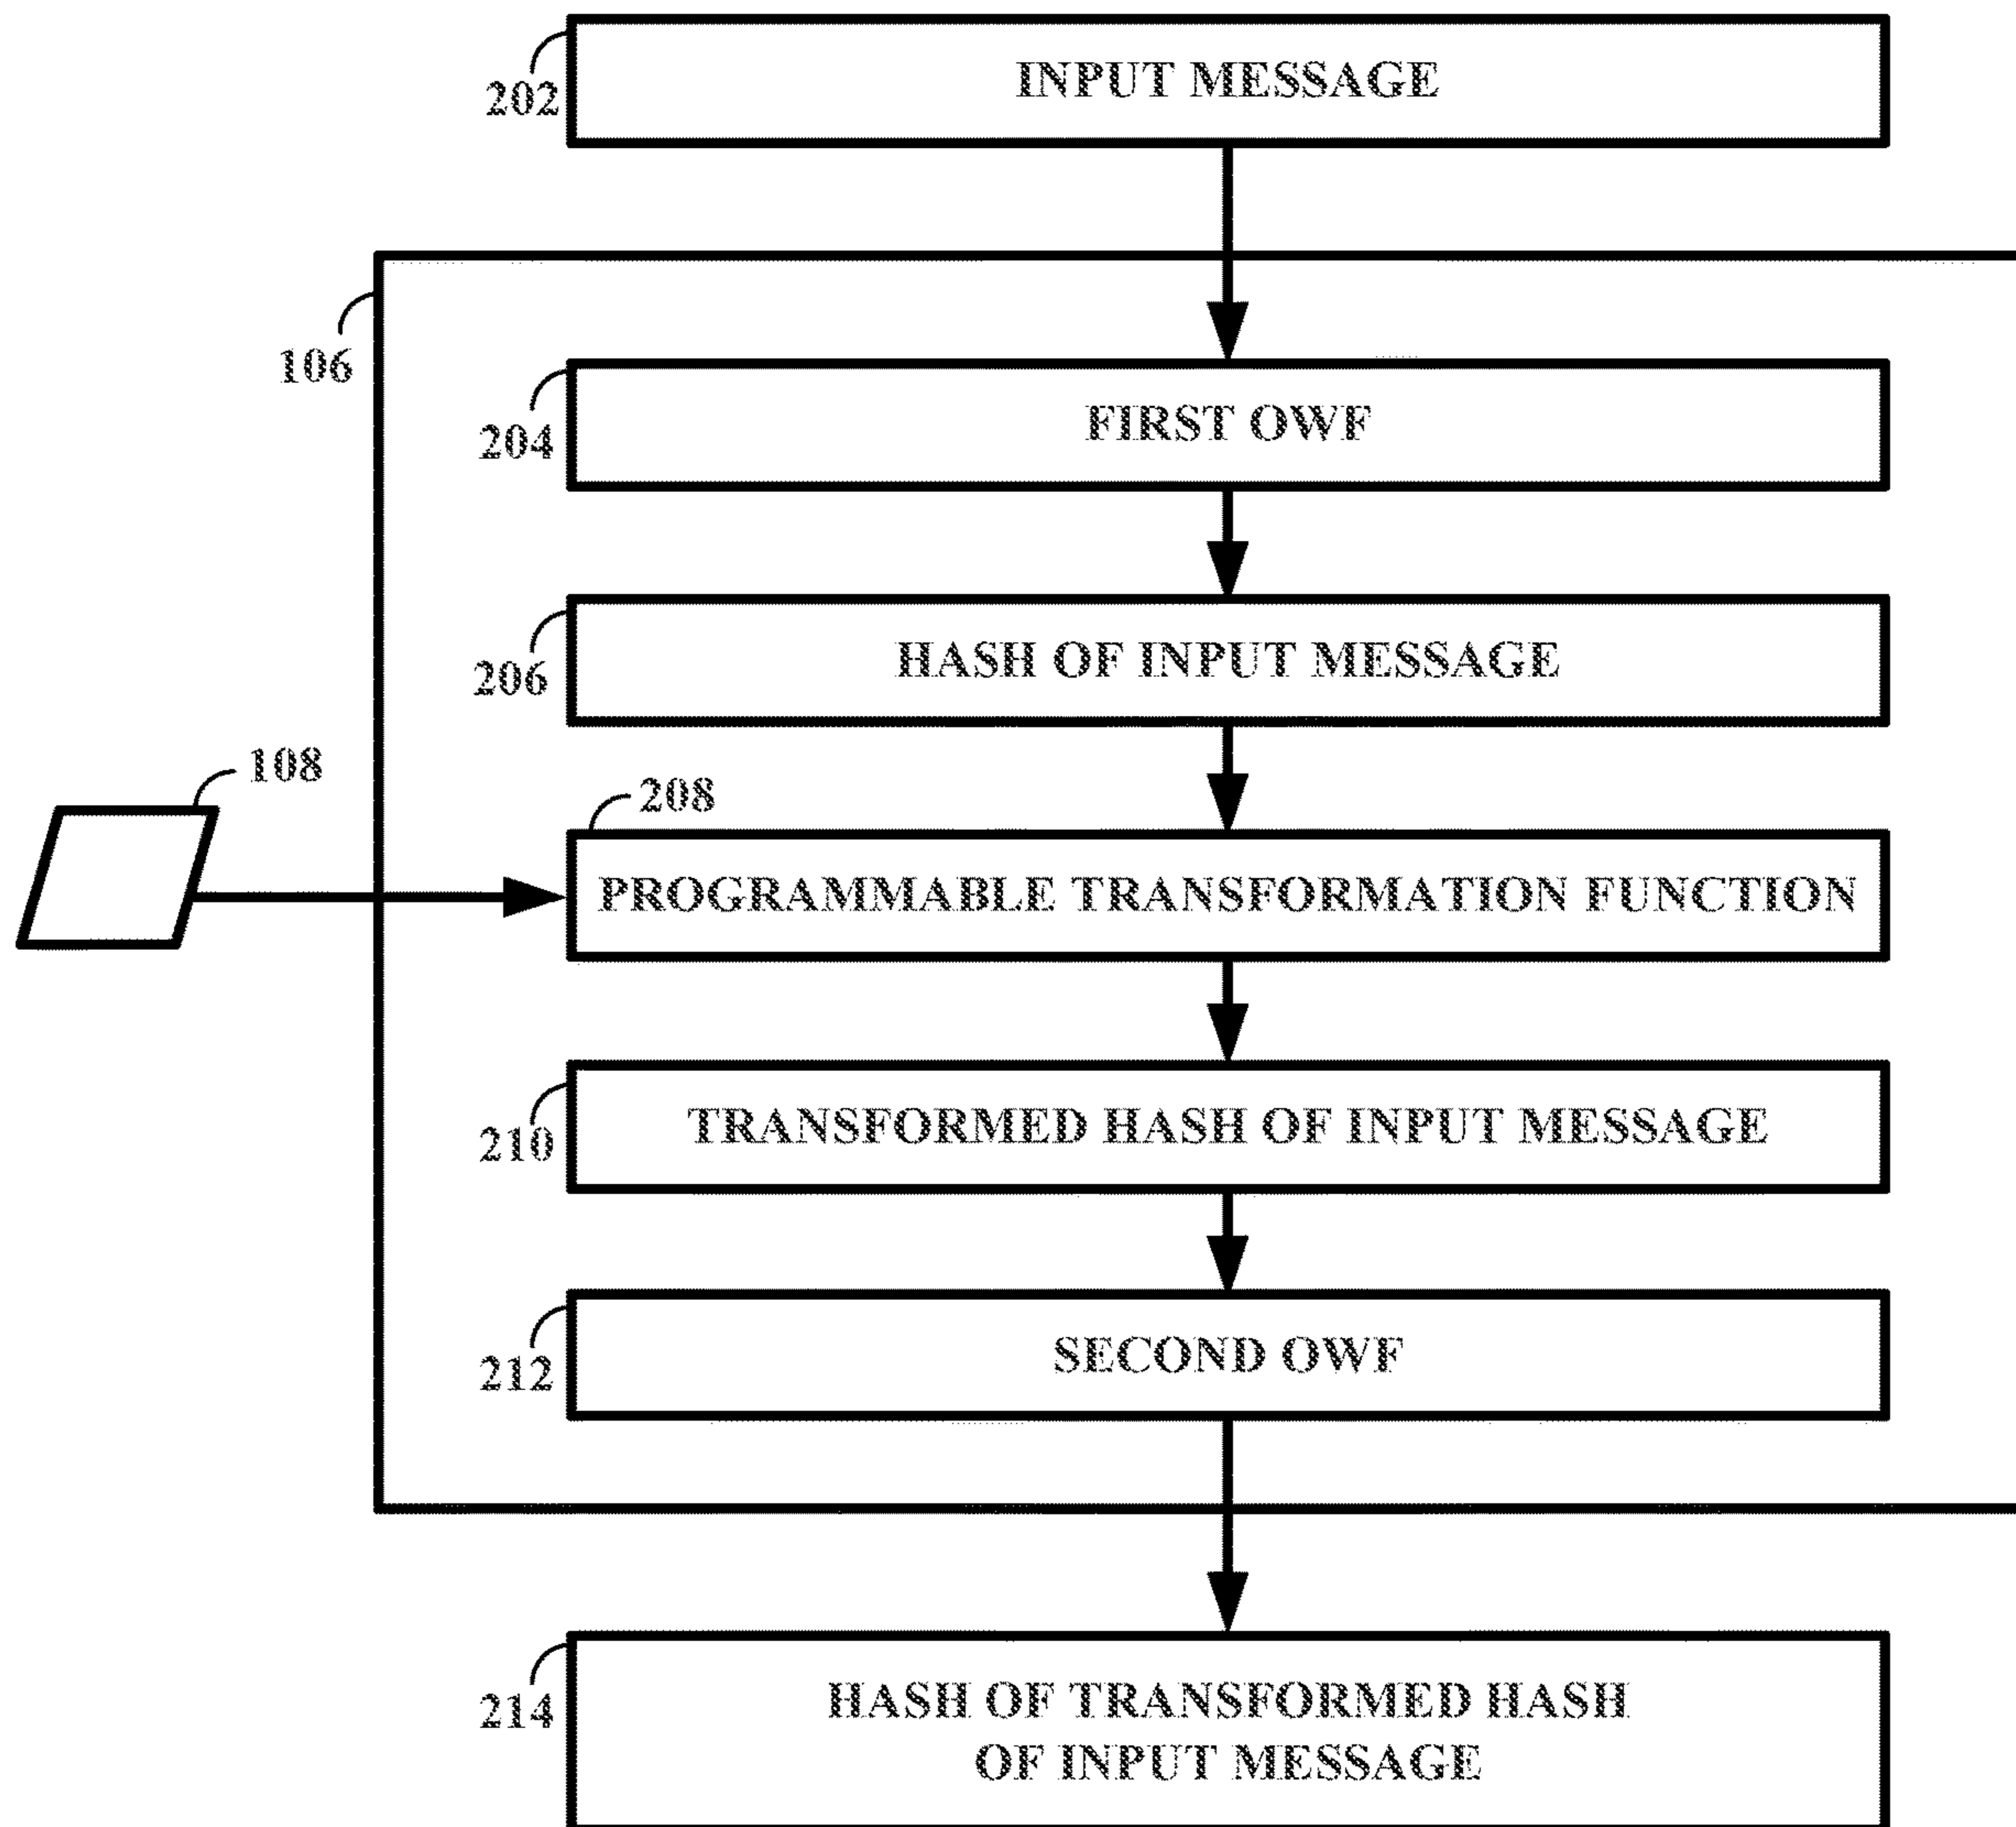 INPUT MESSAGE
202
106
FIRST OWF
204
HASH OF INPUT MESSAGE
206
108
208
PROGRAMMABLE TRANSFORMATION FUNCTION
TRANSFORMED HASH OF INPUT MESSAGE
210
SECOND OWF
212
214
HASH OF TRANSFORMED HASH
OF INPUT MESSAGE